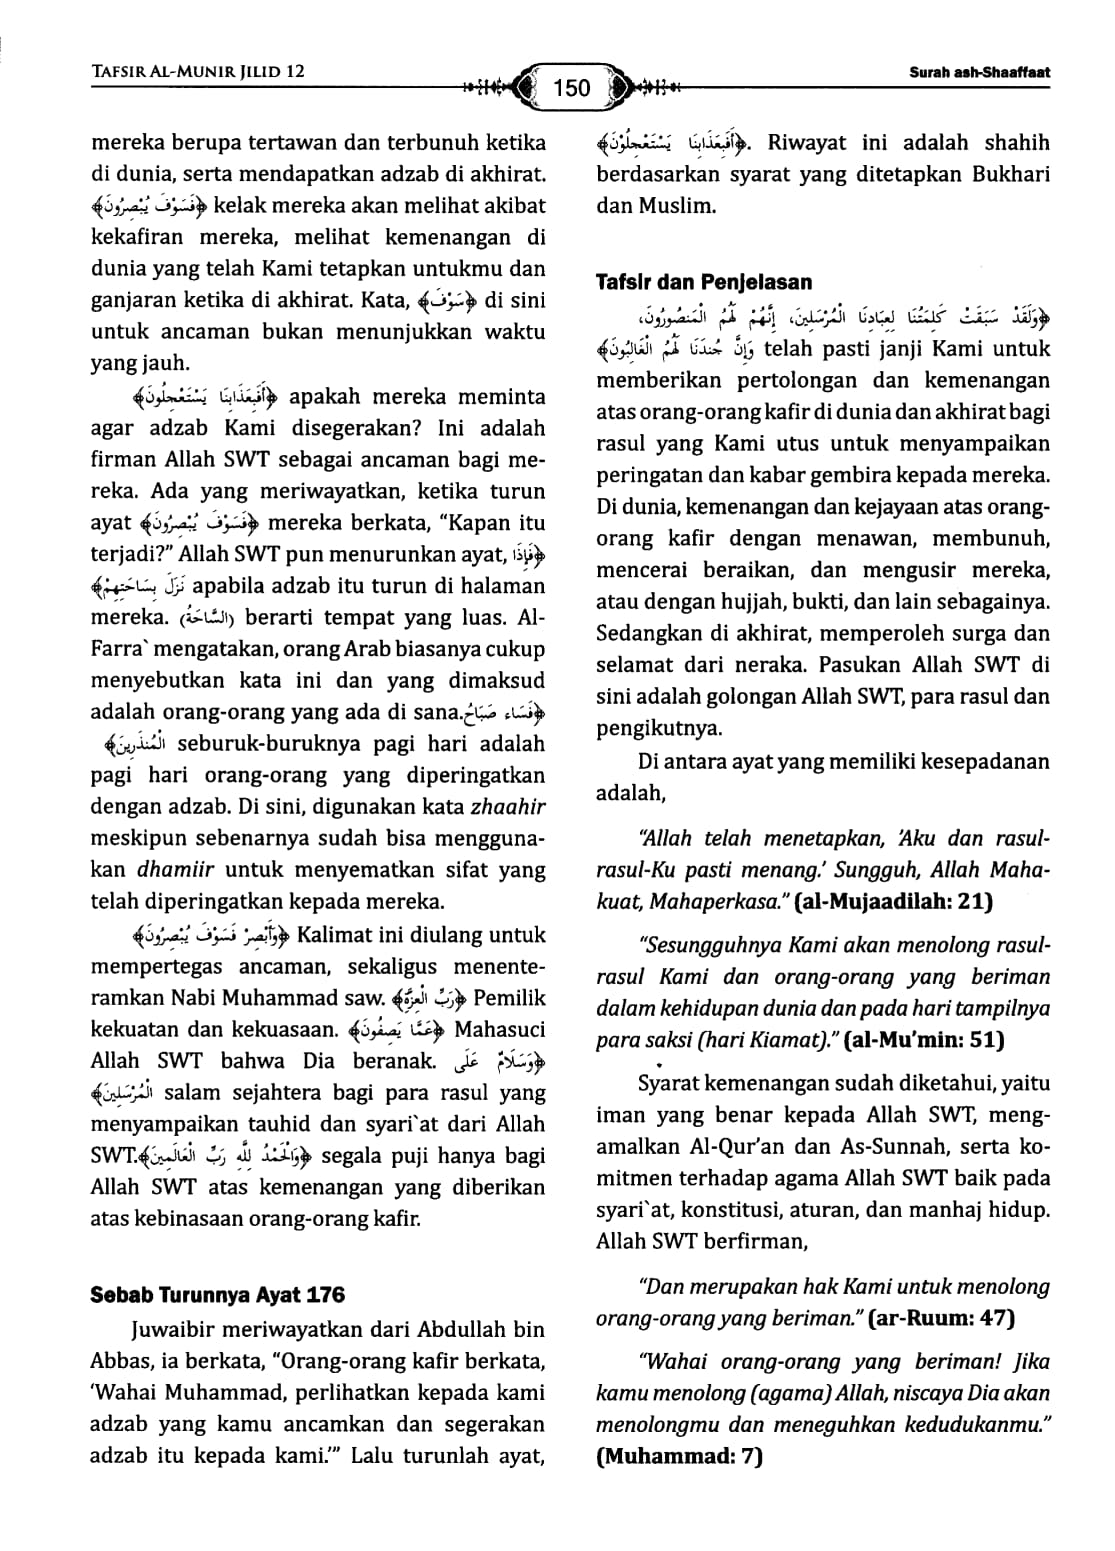 TAFSIR AL-MUNIR JILID 12
150
Surah ash-Shaaffaat
mereka berupa tertawan dan terbunuh ketika
di dunia, serta mendapatkan adzab di akhirat.
﴿فَسَوْفَ يُبْصِرُونَ﴾ kelak mereka akan melihat akibat
kekafiran mereka, melihat kemenangan di
dunia yang telah Kami tetapkan untukmu dan
ganjaran ketika di akhirat. Kata, ﴿سَوْفَ﴾ di sini
untuk ancaman bukan menunjukkan waktu
yang jauh.
﴿أَفَبِعَذَابِنَا يَسْتَعْجِلُوْنَ﴾ apakah mereka meminta
agar adzab Kami disegerakan? Ini adalah
firman Allah SWT sebagai ancaman bagi me-
reka. Ada yang meriwayatkan, ketika turun
ayat ﴿فَسَوْفَ يُبْصِرُوْنَ﴾ mereka berkata, “Kapan itu
terjadi?” Allah SWT pun menurunkan ayat, ﴿فَإِذَا
نَزَلَ بِسَاحَتِهِمْ﴾ apabila adzab itu turun di halaman
mereka. (السَّاحَةُ) berarti tempat yang luas. Al-
Farra` mengatakan, orang Arab biasanya cukup
menyebutkan kata ini dan yang dimaksud
adalah orang-orang yang ada di sana.﴿فَسَاء صَبَاحُ
الْمُنذَرِينَ﴾ seburuk-buruknya pagi hari adalah
pagi hari orang-orang yang diperingatkan
dengan adzab. Di sini, digunakan kata zhaahir
meskipun sebenarnya sudah bisa mengguna-
kan dhamiir untuk menyematkan sifat yang
telah diperingatkan kepada mereka.
﴿وَأَبْصِرْ فَسَوْفَ يُبْصِرُونَ﴾ Kalimat ini diulang untuk
mempertegas ancaman, sekaligus menente-
ramkan Nabi Muhammad saw. ﴿رَبِّ الْعِزَّةِ﴾ Pemilik
kekuatan dan kekuasaan. ﴿عَمَّا يَصِفُونَ﴾ Mahasuci
Allah SWT bahwa Dia beranak. ﴿وَسَلَامٌ عَلَى
الْمُرْسَلِينَ﴾ salam sejahtera bagi para rasul yang
menyampaikan tauhid dan syari`at dari Allah
SWT.﴿وَالْحَمْدُ لِلَّهِ رَبِّ الْعَالَمِينَ﴾ segala puji hanya bagi
Allah SWT atas kemenangan yang diberikan
atas kebinasaan orang-orang kafir.
Sebab Turunnya Ayat 176
Juwaibir meriwayatkan dari Abdullah bin
Abbas, ia berkata, “Orang-orang kafir berkata,
‘Wahai Muhammad, perlihatkan kepada kami
adzab yang kamu ancamkan dan segerakan
adzab itu kepada kami.’” Lalu turunlah ayat,
﴿أَفَبِعَذَابِنَا يَسْتَعْجِلُوْنَ﴾. Riwayat ini adalah shahih
berdasarkan syarat yang ditetapkan Bukhari
dan Muslim.
Tafsir dan Penjelasan
﴿وَلَقَدْ سَبَقَتْ كَلِمَتُنَا لِعِبَادِنَا الْمُرْسَلِينَ، إِنَّهُمْ لَهُمُ الْمَنصُورُونَ،
وَإِنَّ جُندَنَا لَهُمُ الْغَالِبُونَ﴾ telah pasti janji Kami untuk
memberikan pertolongan dan kemenangan
atas orang-orang kafir di dunia dan akhirat bagi
rasul yang Kami utus untuk menyampaikan
peringatan dan kabar gembira kepada mereka.
Di dunia, kemenangan dan kejayaan atas orang-
orang kafir dengan menawan, membunuh,
mencerai beraikan, dan mengusir mereka,
atau dengan hujjah, bukti, dan lain sebagainya.
Sedangkan di akhirat, memperoleh surga dan
selamat dari neraka. Pasukan Allah SWT di
sini adalah golongan Allah SWT, para rasul dan
pengikutnya.
Di antara ayat yang memiliki kesepadanan
adalah,
“Allah telah menetapkan, ’Aku dan rasul-
rasul-Ku pasti menang.’ Sungguh, Allah Maha-
kuat, Mahaperkasa.” (al-Mujaadilah: 21)
“Sesungguhnya Kami akan menolong rasul-
rasul Kami dan orang-orang yang beriman
dalam kehidupan dunia dan pada hari tampilnya
para saksi (hari Kiamat).” (al-Mu’min: 51)
Syarat kemenangan sudah diketahui, yaitu
iman yang benar kepada Allah SWT, meng-
amalkan Al-Qur’an dan As-Sunnah, serta ko-
mitmen terhadap agama Allah SWT baik pada
syari`at, konstitusi, aturan, dan manhaj hidup.
Allah SWT berfirman,
“Dan merupakan hak Kami untuk menolong
orang-orang yang beriman.” (ar-Ruum: 47)
“Wahai orang-orang yang beriman! Jika
kamu menolong (agama) Allah, niscaya Dia akan
menolongmu dan meneguhkan kedudukanmu.”
(Muhammad: 7)